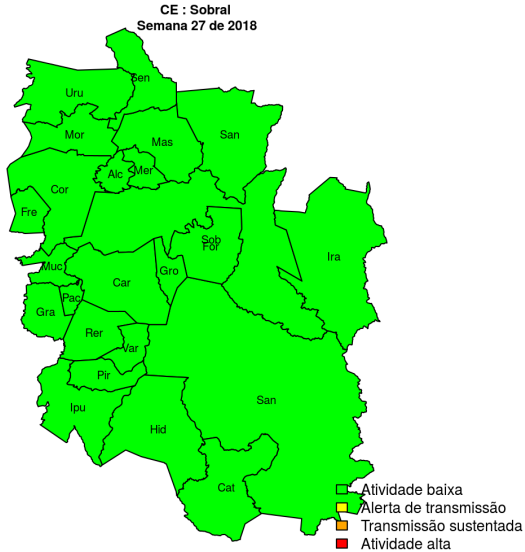 CE : Sobral
Semana 27 de 2018
Sen
Uru
Mor
Mas
San
Alc
Mer
Cor
Fre
Sob
For
Ira
Muc
Gro
Car
Pac
Gra
Rer
Var
Pir
San
Ipu
Hid
Cat
Atividade baixa
Alerta de transmissão
Transmissão sustentada
Atividade alta